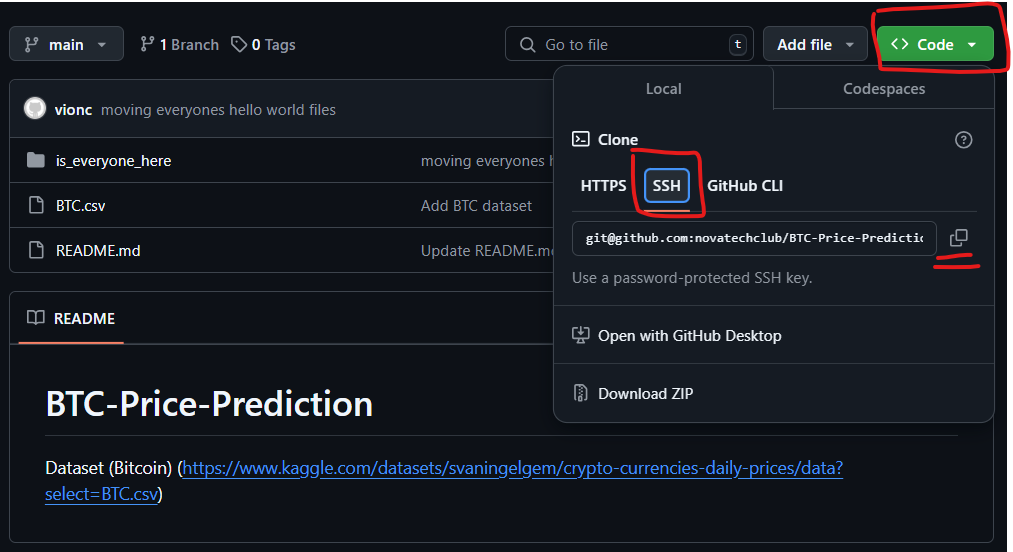 main 1 Branch 0 Tags Go to file t Add file <> Code
vionc moving everyones hello world files
is_everyone_here moving everyones h
BTC.csv Add BTC dataset
README.md Update README.m
Local Codespaces
Clone
HTTPS SSH GitHub CLI
git@github.com:novatechclub/BTC-Price-Predictio
Use a password-protected SSH key.
Open with GitHub Desktop
Download ZIP
README
BTC-Price-Prediction
Dataset (Bitcoin) (https://www.kaggle.com/datasets/svaningelgem/crypto-currencies-daily-prices/data?
select=BTC.csv)